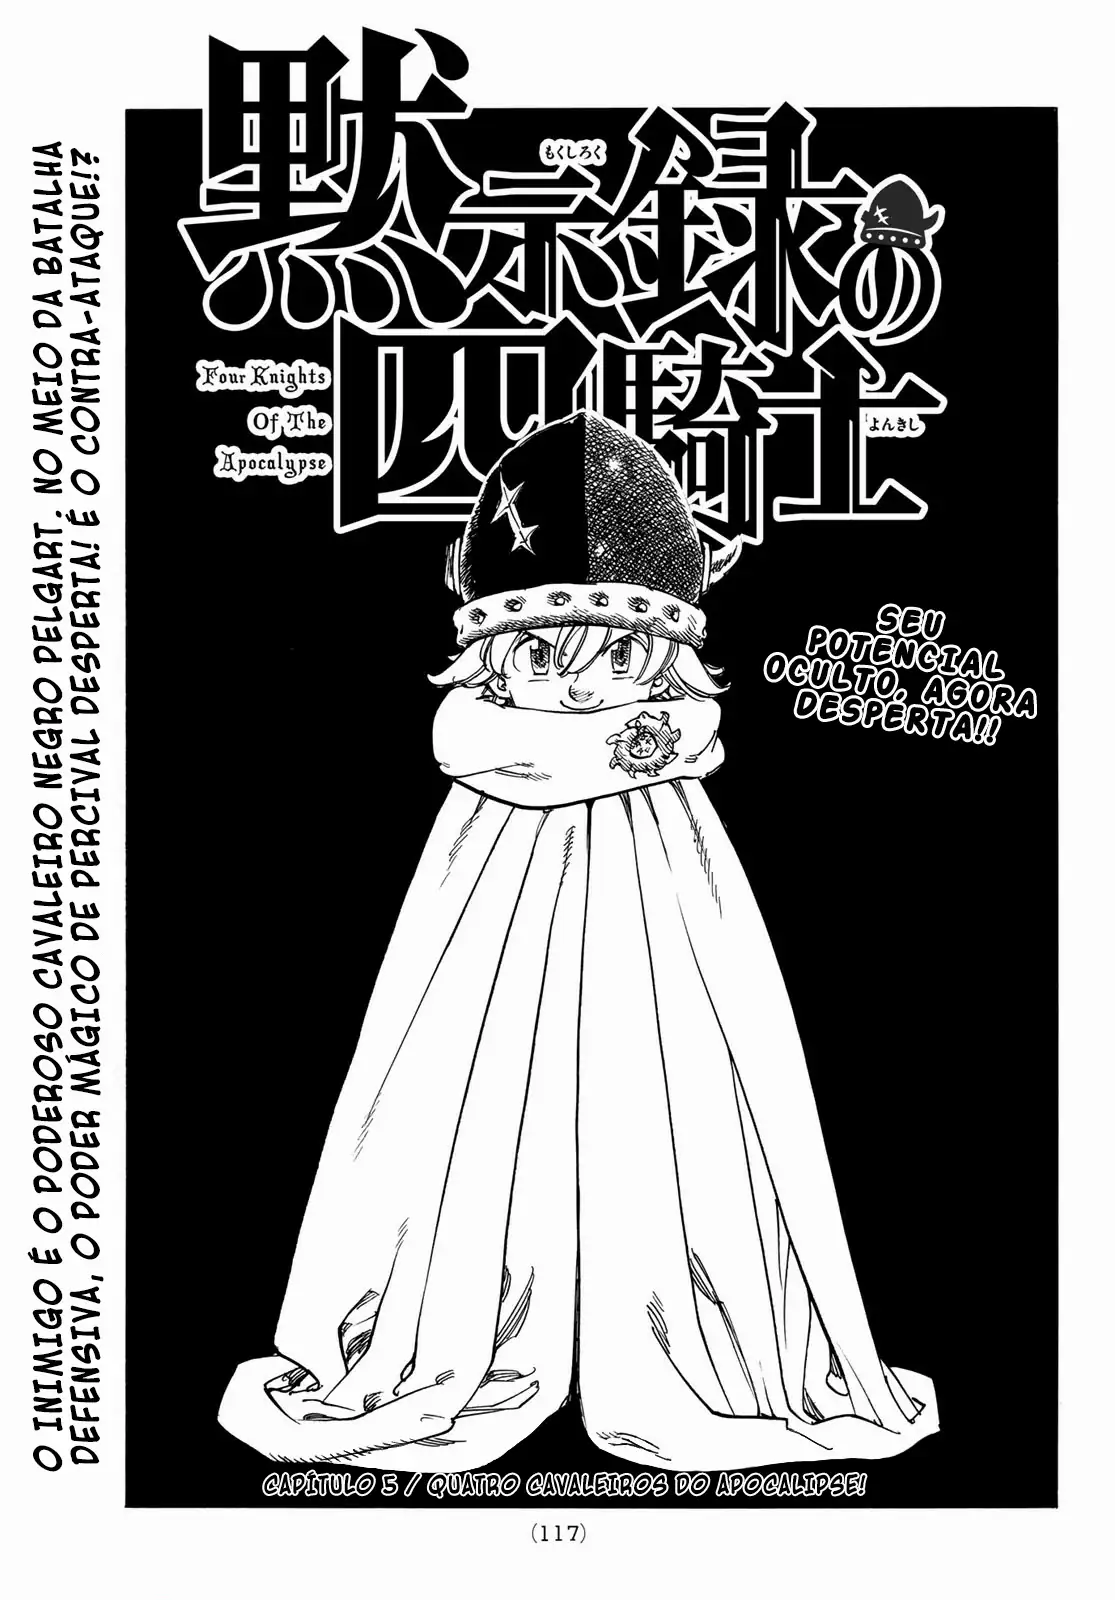 黙示録の
もくしろく
四騎士
よんきし
Four Knights
Of The
Apocalypse
O INIMIGO É O PODEROSO CAVALEIRO NEGRO PELGART. NO MEIO DA BATALHA
DEFENSIVA, O PODER MÁGICO DE PERCIVAL DESPERTA! É O CONTRA-ATAQUE!?
SEU
POTENCIAL
OCULTO, AGORA
DESPERTA!!
CAPÍTULO 5 / QUATRO CAVALEIROS DO APOCALIPSE!
(117)